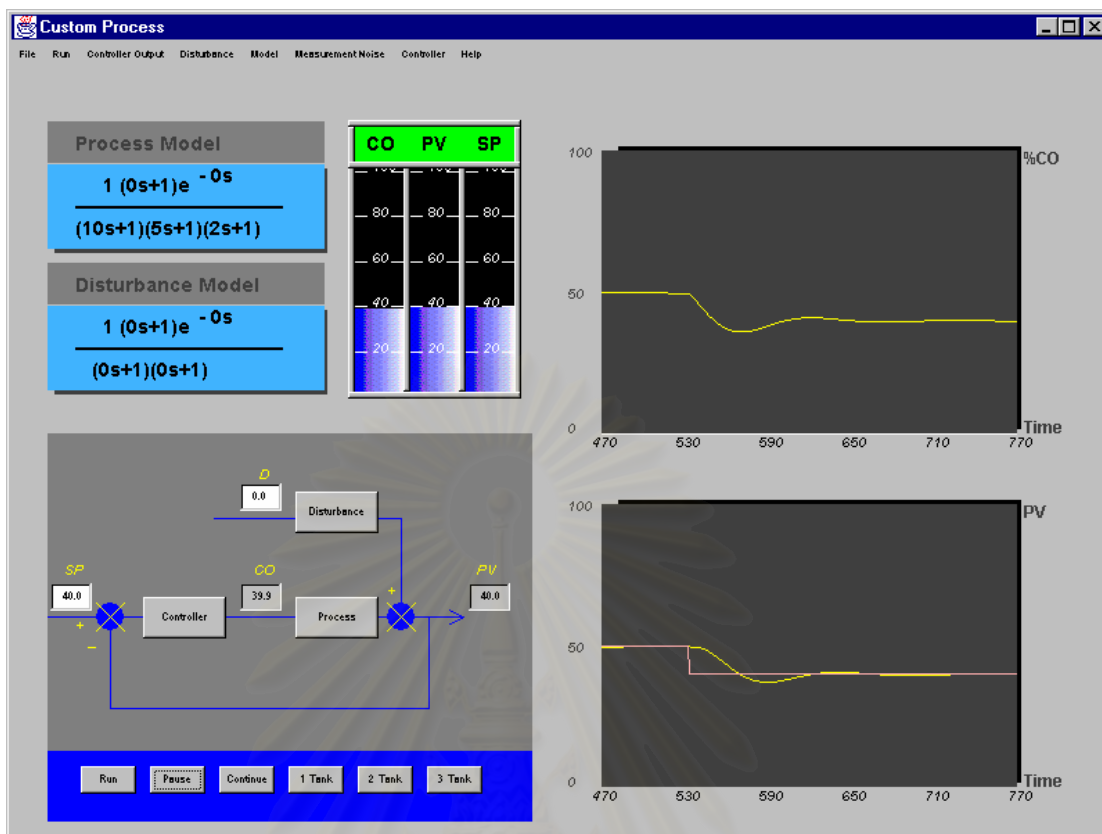 Custom Process
File Run Controller Output Disturbance Model Measurement Noise Controller Help
Process Model
1 (0s+1)e - 0s
(10s+1)(5s+1)(2s+1)
Disturbance Model
1 (0s+1)e - 0s
(0s+1)(0s+1)
CO PV SP
100 100 100
80 80 80
60 60 60
40 40 40
20 20 20
100
%CO
50
0
Time
470 530 590 650 710 770
D
0.0
Disturbance
SP
CO
PV
+
40.0
39.9
40.0
Controller
Process
+
–
Run Pause Continue 1 Tank 2 Tank 3 Tank
100
PV
50
0
Time
470 530 590 650 710 770